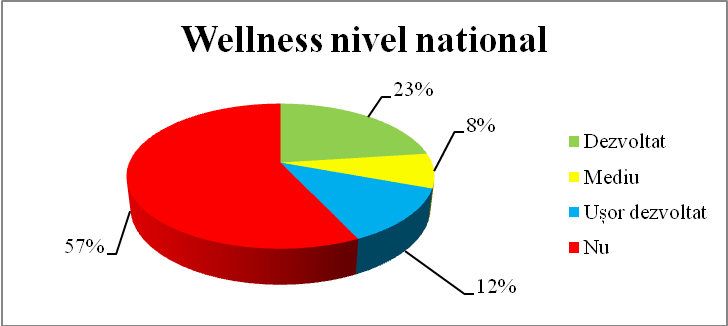 Wellness nivel national
23%
8%
12%
57%
Dezvoltat
Mediu
Ușor dezvoltat
Nu